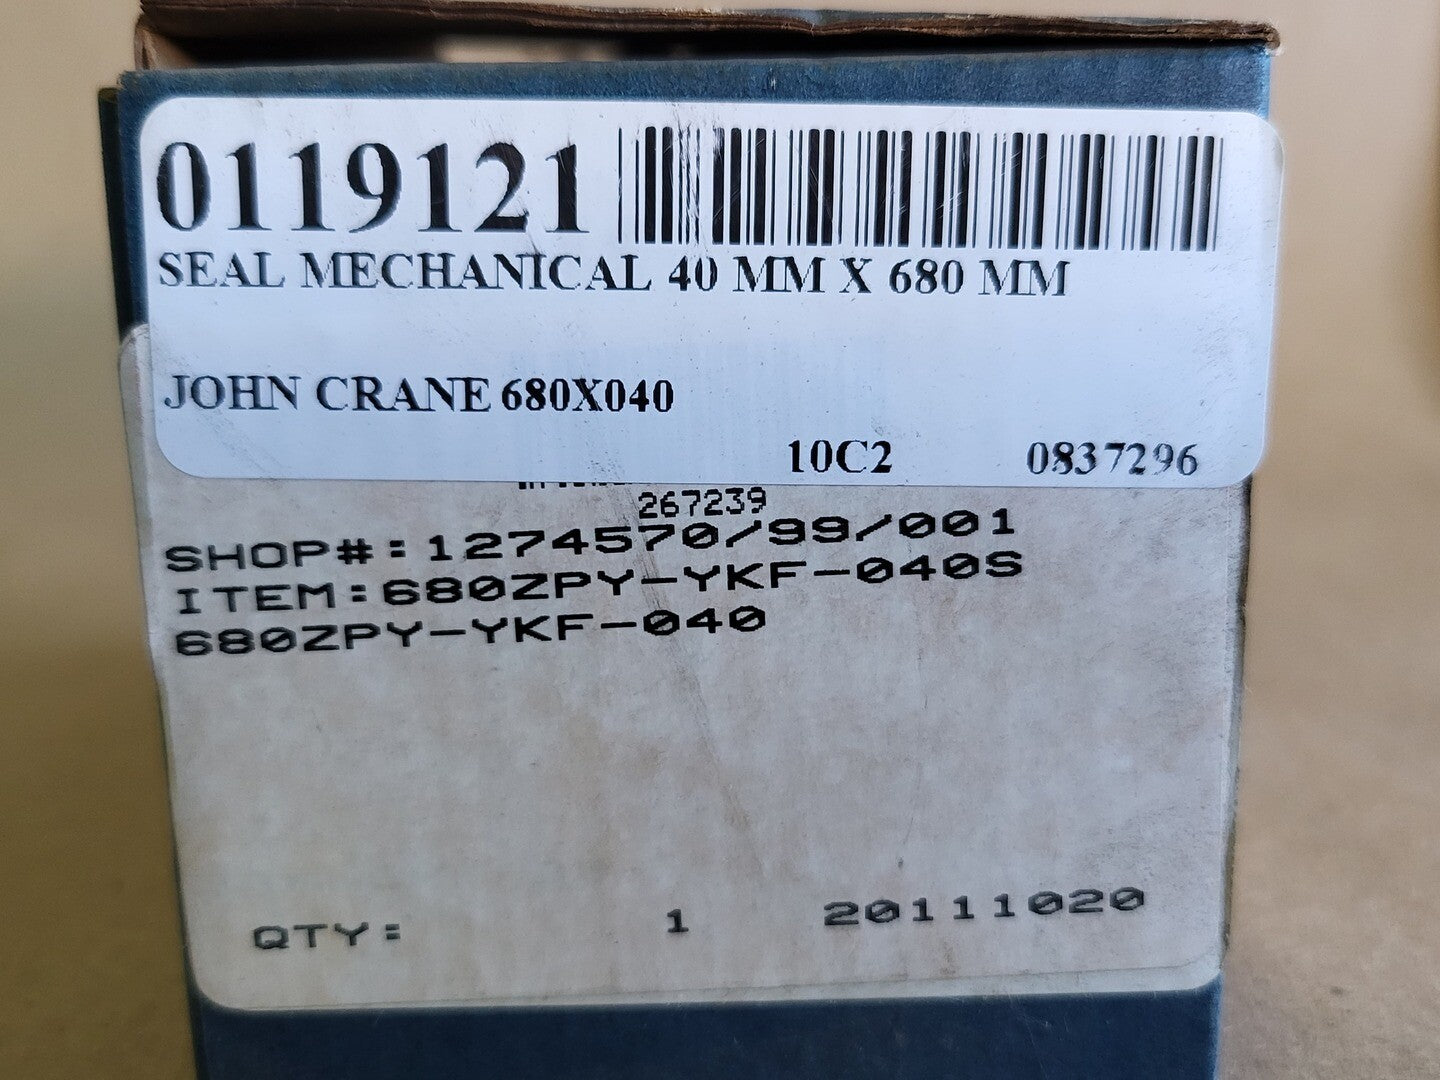 0119121
SEAL MECHANICAL 40 MM X 680 MM
JOHN CRANE 680X040
10C2 0837296
267239
SHOP#:1274570/99/001
ITEM:680ZPY-YKF-040S
680ZPY-YKF-040
QTY: 1 20111020